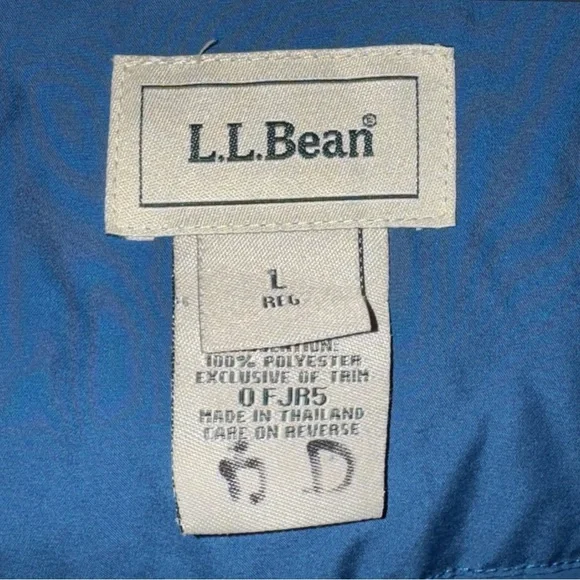 L.L.Bean®
L
REG
100% POLYESTER
EXCLUSIVE OF TRIM
0 FJR5
MADE IN THAILAND
CARE ON REVERSE
D